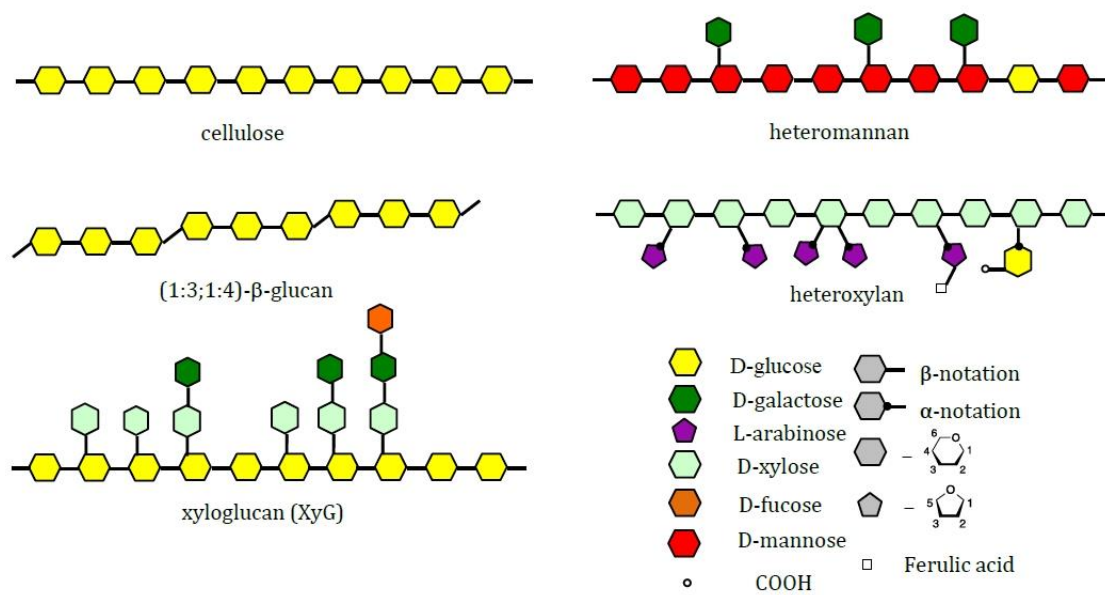 cellulose
heteromannan
(1:3;1:4)-β-glucan
heteroxylan
xyloglucan (XyG)
D-glucose
D-galactose
L-arabinose
D-xylose
D-fucose
D-mannose
COOH
β-notation
α-notation
– 6 O 4 1 3 2
– O 5 1 3 2
Ferulic acid